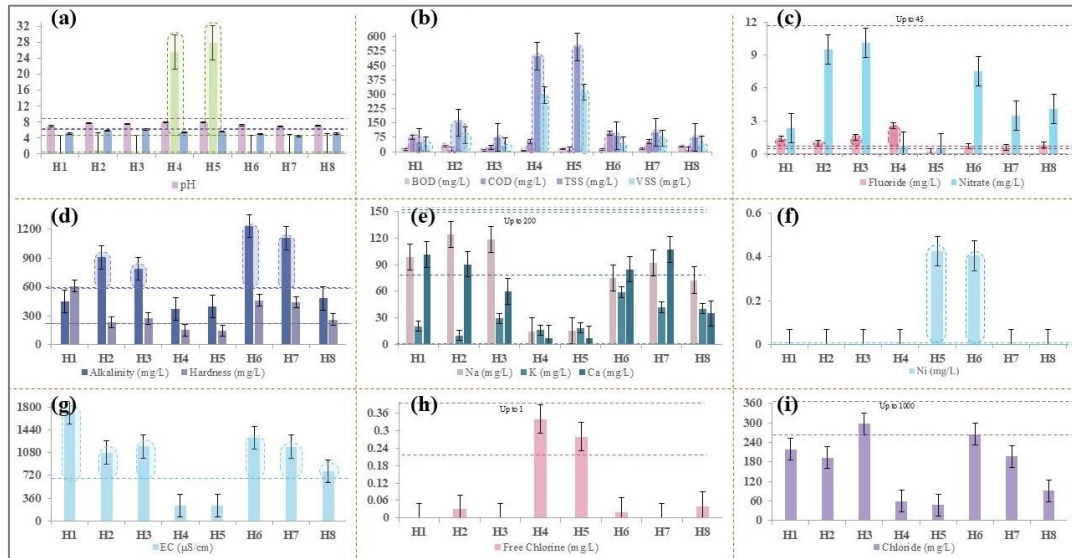 (a)
32
28
24
20
16
12
8
4
0
H1 H2 H3 H4 H5 H6 H7 H8
pH
(b)
600
525
450
375
300
225
150
75
0
H1 H2 H3 H4 H5 H6 H7 H8
BOD (mg/L) COD (mg/L) TSS (mg/L) VSS (mg/L)
(c)
Up to 45
12
9
6
3
0
H1 H2 H3 H4 H5 H6 H7 H8
Fluoride (mg/L) Nitrate (mg/L)
(d)
1200
900
600
300
0
H1 H2 H3 H4 H5 H6 H7 H8
Alkalinity (mg/L) Hardness (mg/L)
(e)
Up to 200
150
120
90
60
30
0
H1 H2 H3 H4 H5 H6 H7 H8
Na (mg/L) K (mg/L) Ca (mg/L)
(f)
0.6
0.4
0.2
0
H1 H2 H3 H4 H5 H6 H7 H8
Ni (mg/L)
(g)
1800
1440
1080
720
360
0
H1 H2 H3 H4 H5 H6 H7 H8
EC (µS/cm)
(h)
Up to 1
0.36
0.3
0.24
0.18
0.12
0.06
0
H1 H2 H3 H4 H5 H6 H7 H8
Free Chlorine (mg/L)
(i)
Up to 1000
360
300
240
180
120
60
0
H1 H2 H3 H4 H5 H6 H7 H8
Chloride (mg/L)